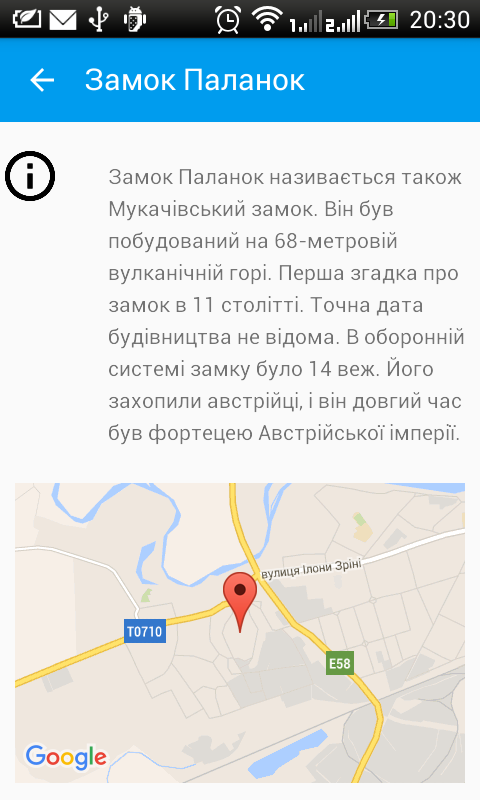 20:30
Замок Паланок
Замок Паланок називається також
Мукачівський замок. Він був
побудований на 68-метровій
вулканічній горі. Перша згадка про
замок в 11 столітті. Точна дата
будівництва не відома. В оборонній
системі замку було 14 веж. Його
захопили австрійці, і він довгий час
був фортецею Австрійської імперії.
вулиця Ілони Зріні
T0710
E58
Google